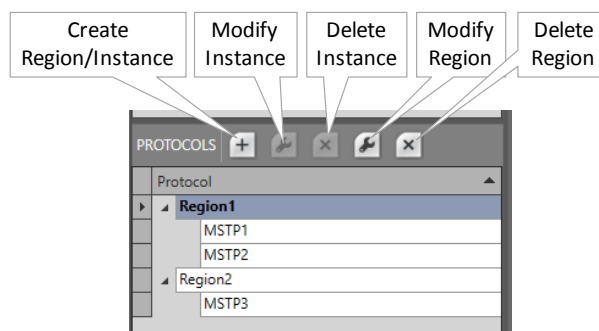 Create
Region/Instance
Modify
Instance
Delete
Instance
Modify
Region
Delete
Region
PROTOCOLS
Protocol
Region1
MSTP1
MSTP2
Region2
MSTP3